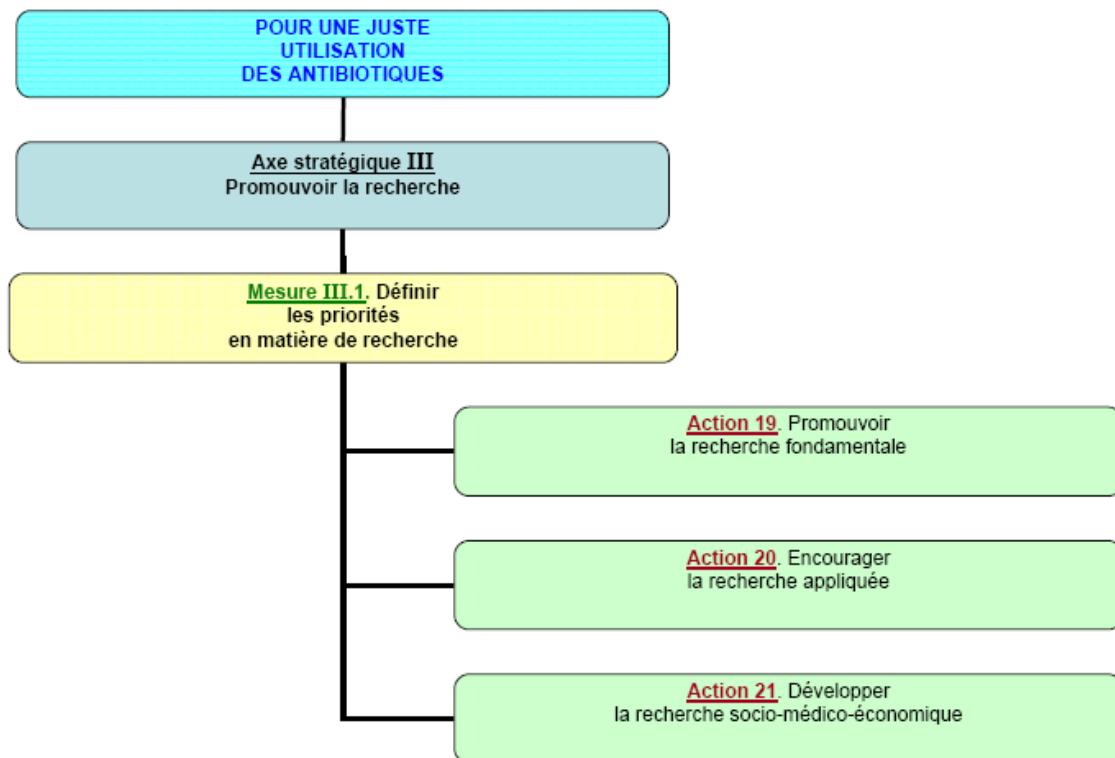 POUR UNE JUSTE
UTILISATION
DES ANTIBIOTIQUES
Axe stratégique III
Promouvoir la recherche
Mesure III.1. Définir
les priorités
en matière de recherche
Action 19. Promouvoir
la recherche fondamentale
Action 20. Encourager
la recherche appliquée
Action 21. Développer
la recherche socio-médico-économique